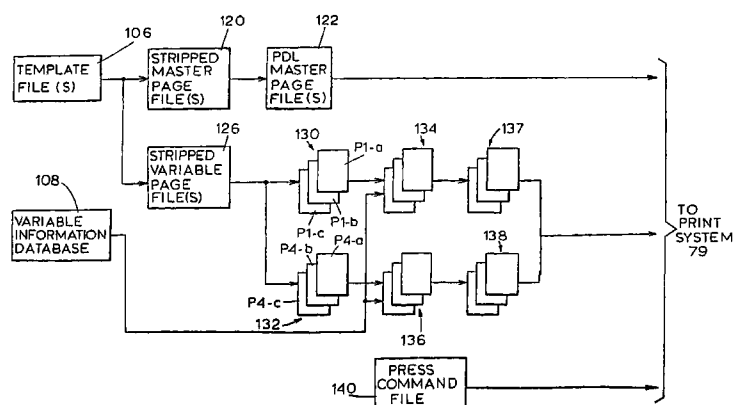 106
TEMPLATE
FILE(S)
120
STRIPPED
MASTER
PAGE
FILE(S)
122
PDL
MASTER
PAGE
FILE(S)
126
STRIPPED
VARIABLE
PAGE
FILE(S)
130
P1-a
P1-b
P1-c
134
137
108
VARIABLE
INFORMATION
DATABASE
P4-b
P4-a
P4-c
132
136
138
TO
PRINT
SYSTEM
79
140
PRESS
COMMAND
FILE